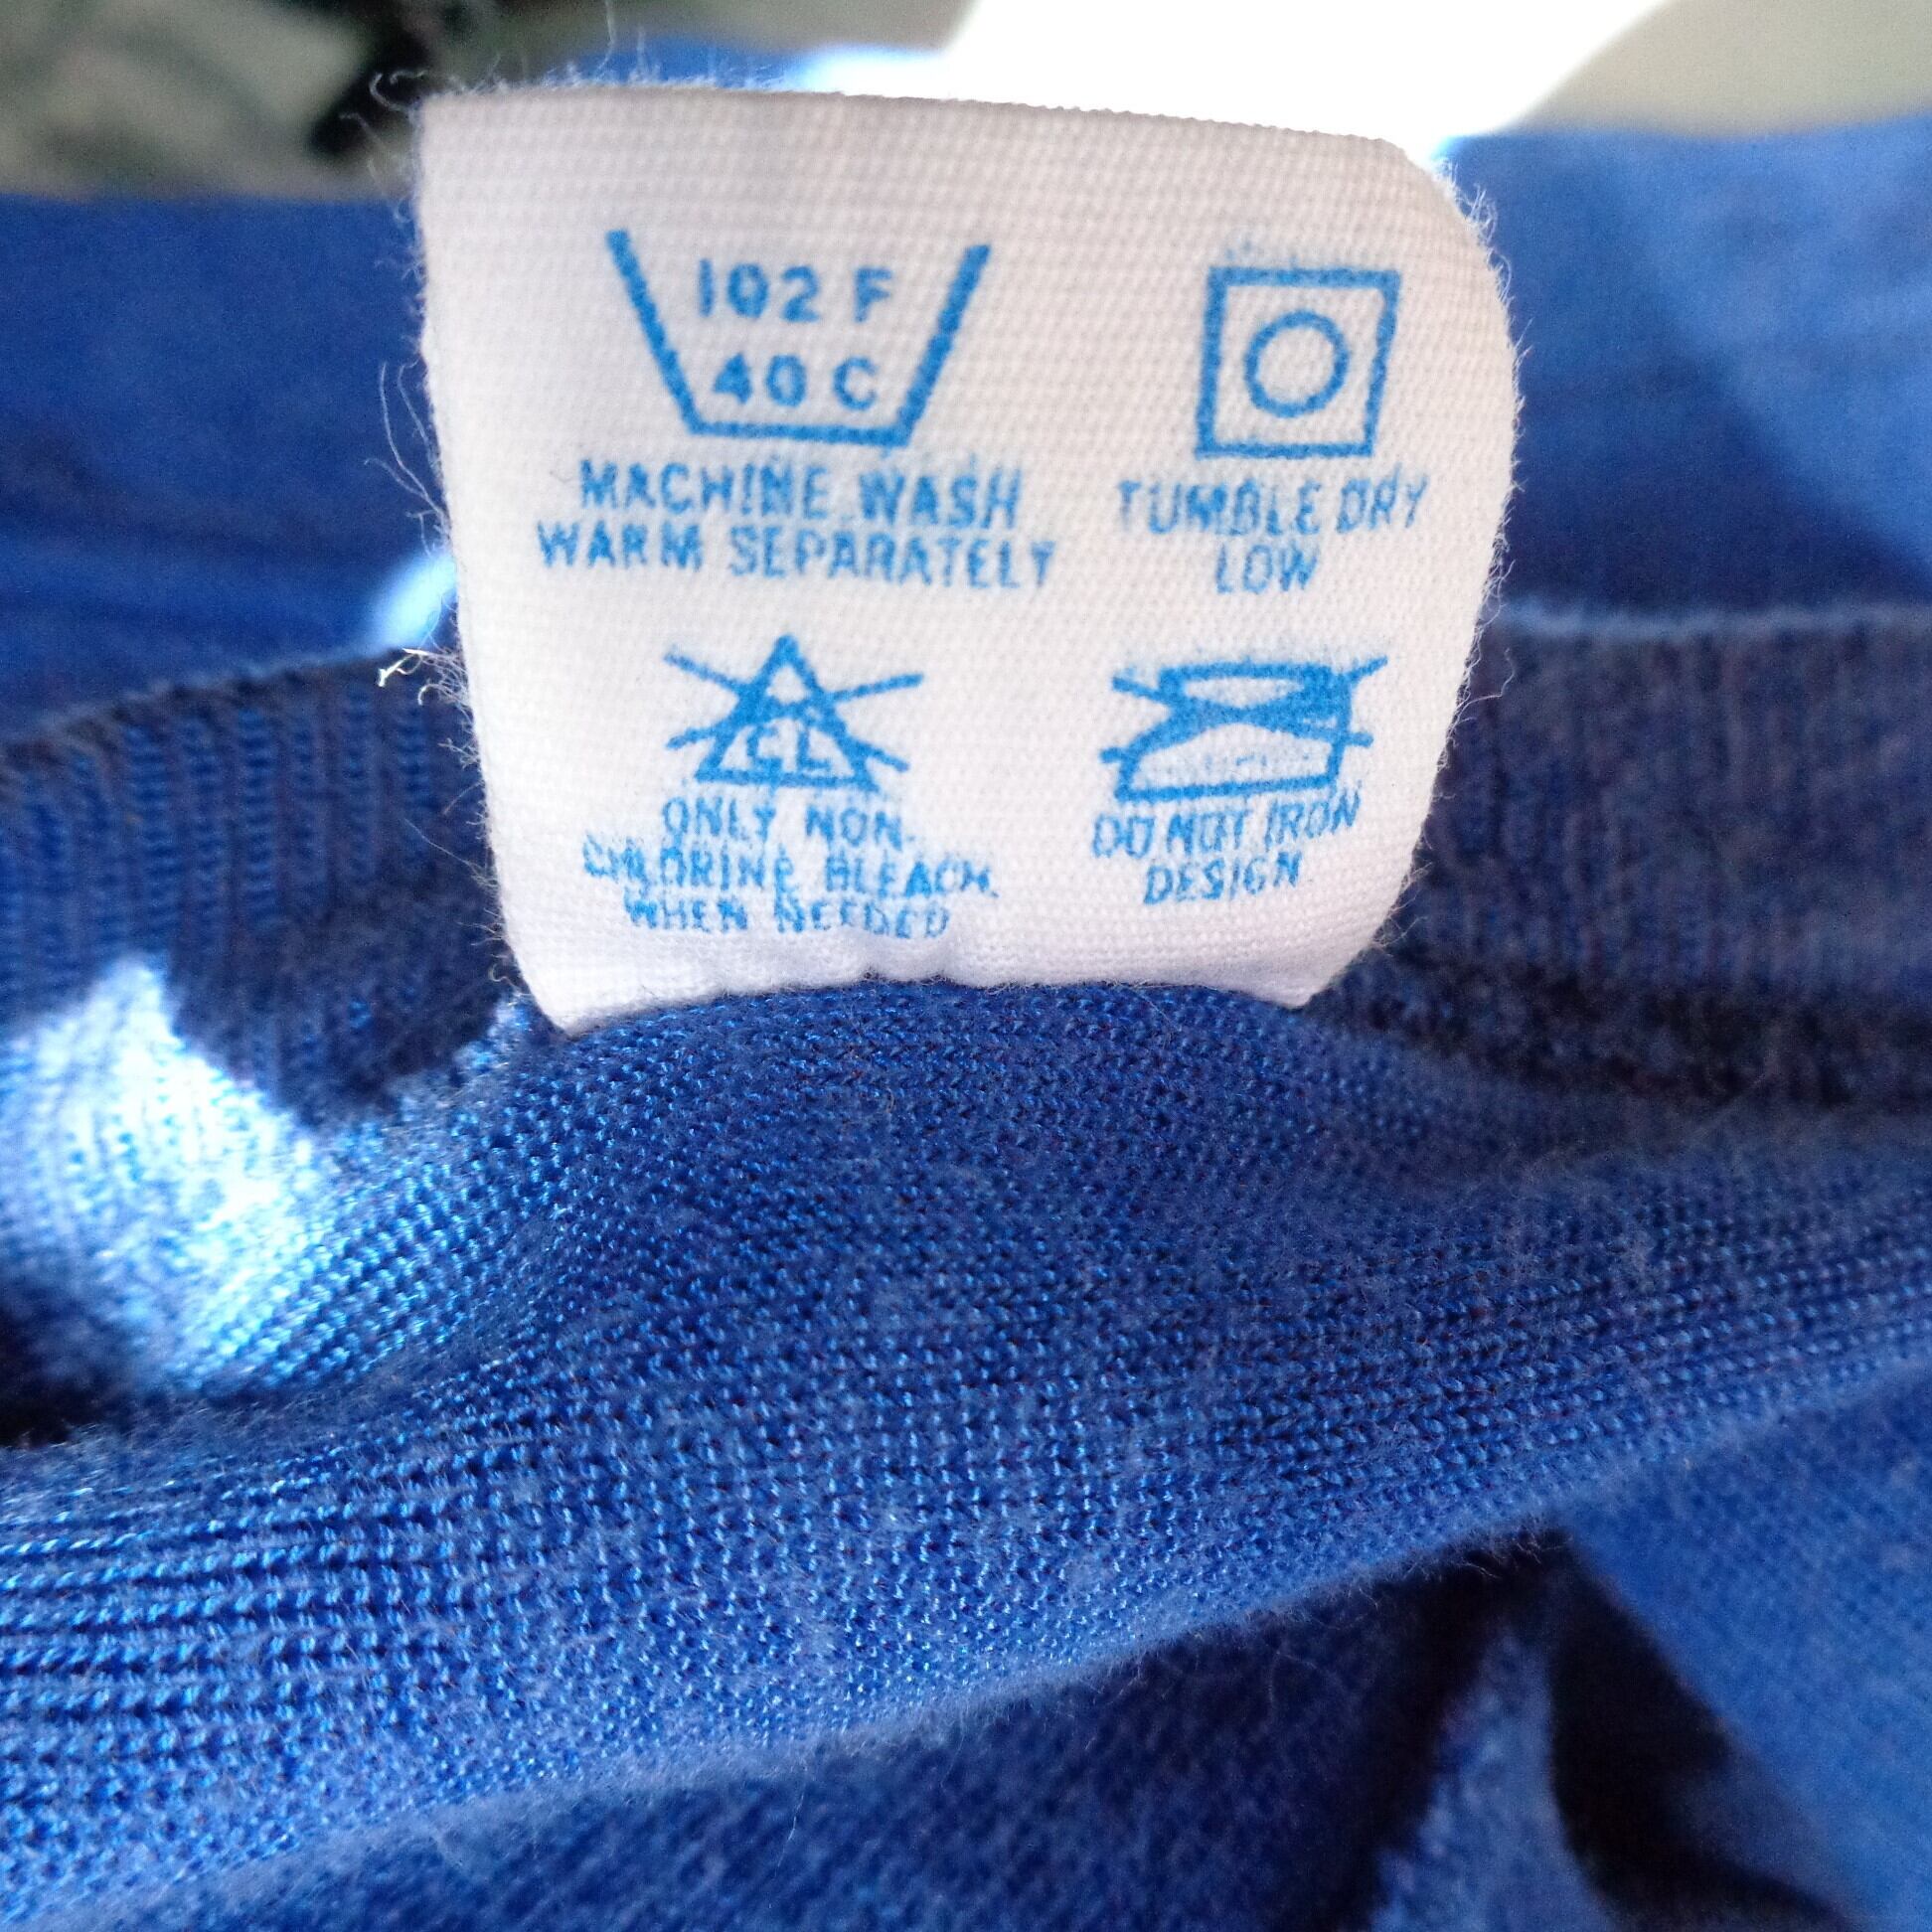 102 F
40 C
MACHINE WASH
WARM SEPARATELY
TUMBLE DRY
LOW
CL
ONLY NON-
CHLORINE BLEACH
WHEN NEEDED
DO NOT IRON
DESIGN